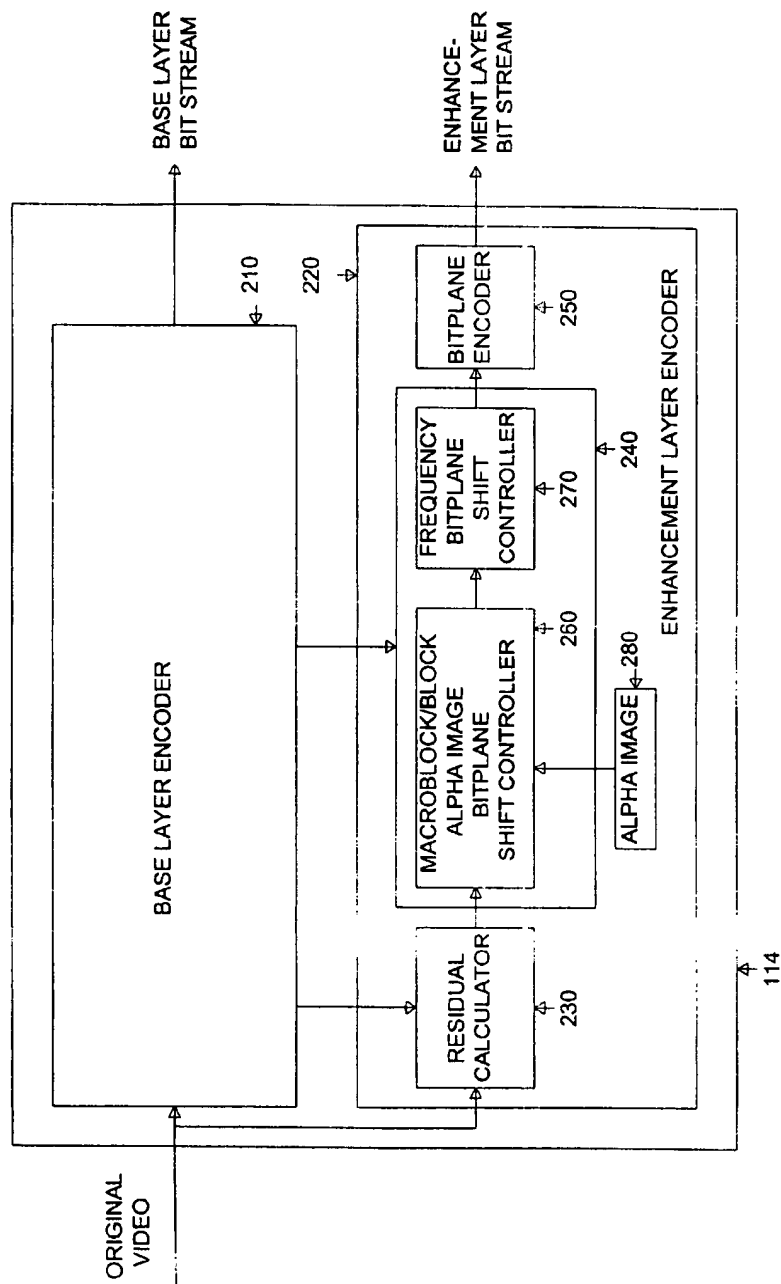 ORIGINAL
VIDEO
BASE LAYER ENCODER
BASE LAYER
BIT STREAM
210
220
RESIDUAL
CALCULATOR
230
MACROBLOCK/BLOCK
ALPHA IMAGE
BITPLANE
SHIFT CONTROLLER
260
FREQUENCY
BITPLANE
SHIFT
CONTROLLER
270
BITPLANE
ENCODER
250
ENHANCE-
MENT LAYER
BIT STREAM
240
ALPHA IMAGE
280
ENHANCEMENT LAYER ENCODER
114